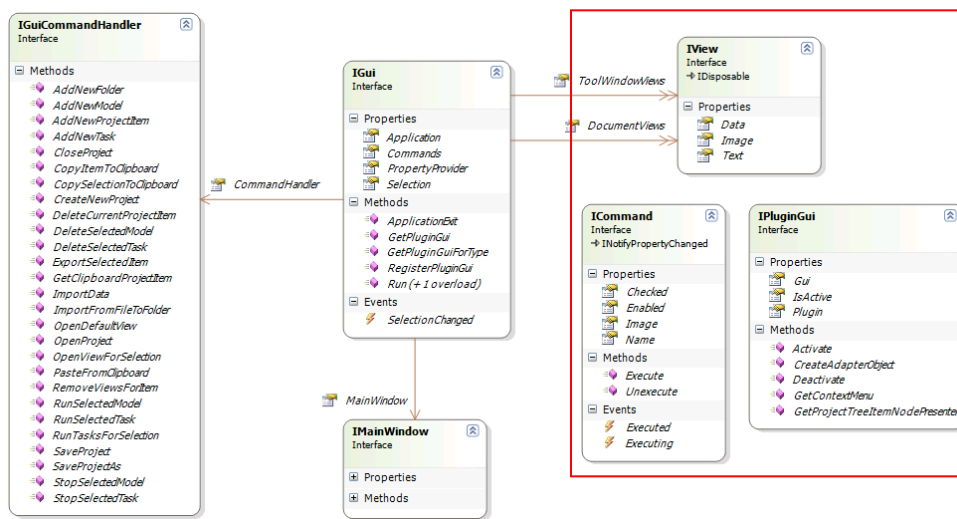 IGuiCommandHandler
Interface
Methods
AddNewFolder
AddNewModel
AddNewProjectItem
AddNewTask
CloseProject
CopyItemToClipboard
CopySelectionToClipboard
CreateNewProject
DeleteCurrentProjectItem
DeleteSelectedModel
DeleteSelectedTask
ExportSelectedItem
GetClipboardProjectItem
ImportData
ImportFromFileToFolder
OpenDefaultView
OpenProject
OpenViewForSelection
PasteFromClipboard
RemoveViewsForItem
RunSelectedModel
RunSelectedTask
RunTasksForSelection
SaveProject
SaveProjectAs
StopSelectedModel
StopSelectedTask
CommandHandler
IGui
Interface
Properties
Application
Commands
PropertyProvider
Selection
Methods
ApplicationExit
GetPluginGui
GetPluginGuiForType
RegisterPluginGui
Run (+ 1 overload)
Events
SelectionChanged
MainWindow
IMainWindow
Interface
Properties
Methods
ToolWindowViews
DocumentViews
IView
Interface
IDisposable
Properties
Data
Image
Text
ICommand
Interface
INotifyPropertyChanged
Properties
Checked
Enabled
Image
Name
Methods
Execute
Unexecute
Events
Executed
Executing
IPluginGui
Interface
Properties
Gui
IsActive
Plugin
Methods
Activate
CreateAdapterObject
Deactivate
GetContextMenu
GetProjectTreeItemNodePresenter